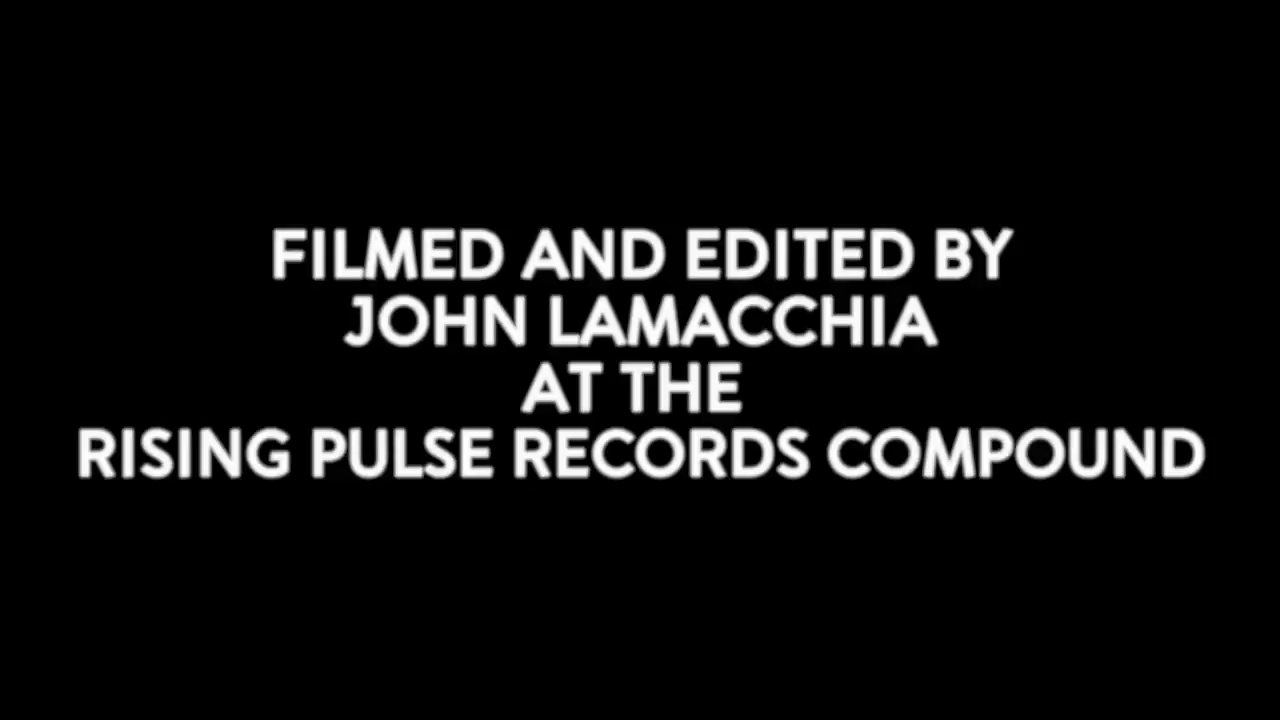 FILMED AND EDITED BY
JOHN LAMACCHIA
AT THE
RISING PULSE RECORDS COMPOUND